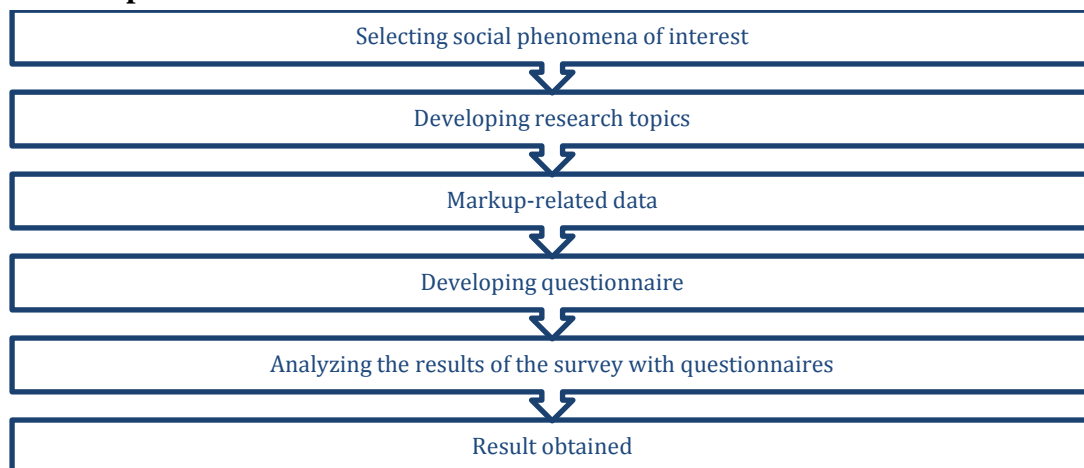 Selecting social phenomena of interest
Developing research topics
Markup-related data
Developing questionnaire
Analyzing the results of the survey with questionnaires
Result obtained